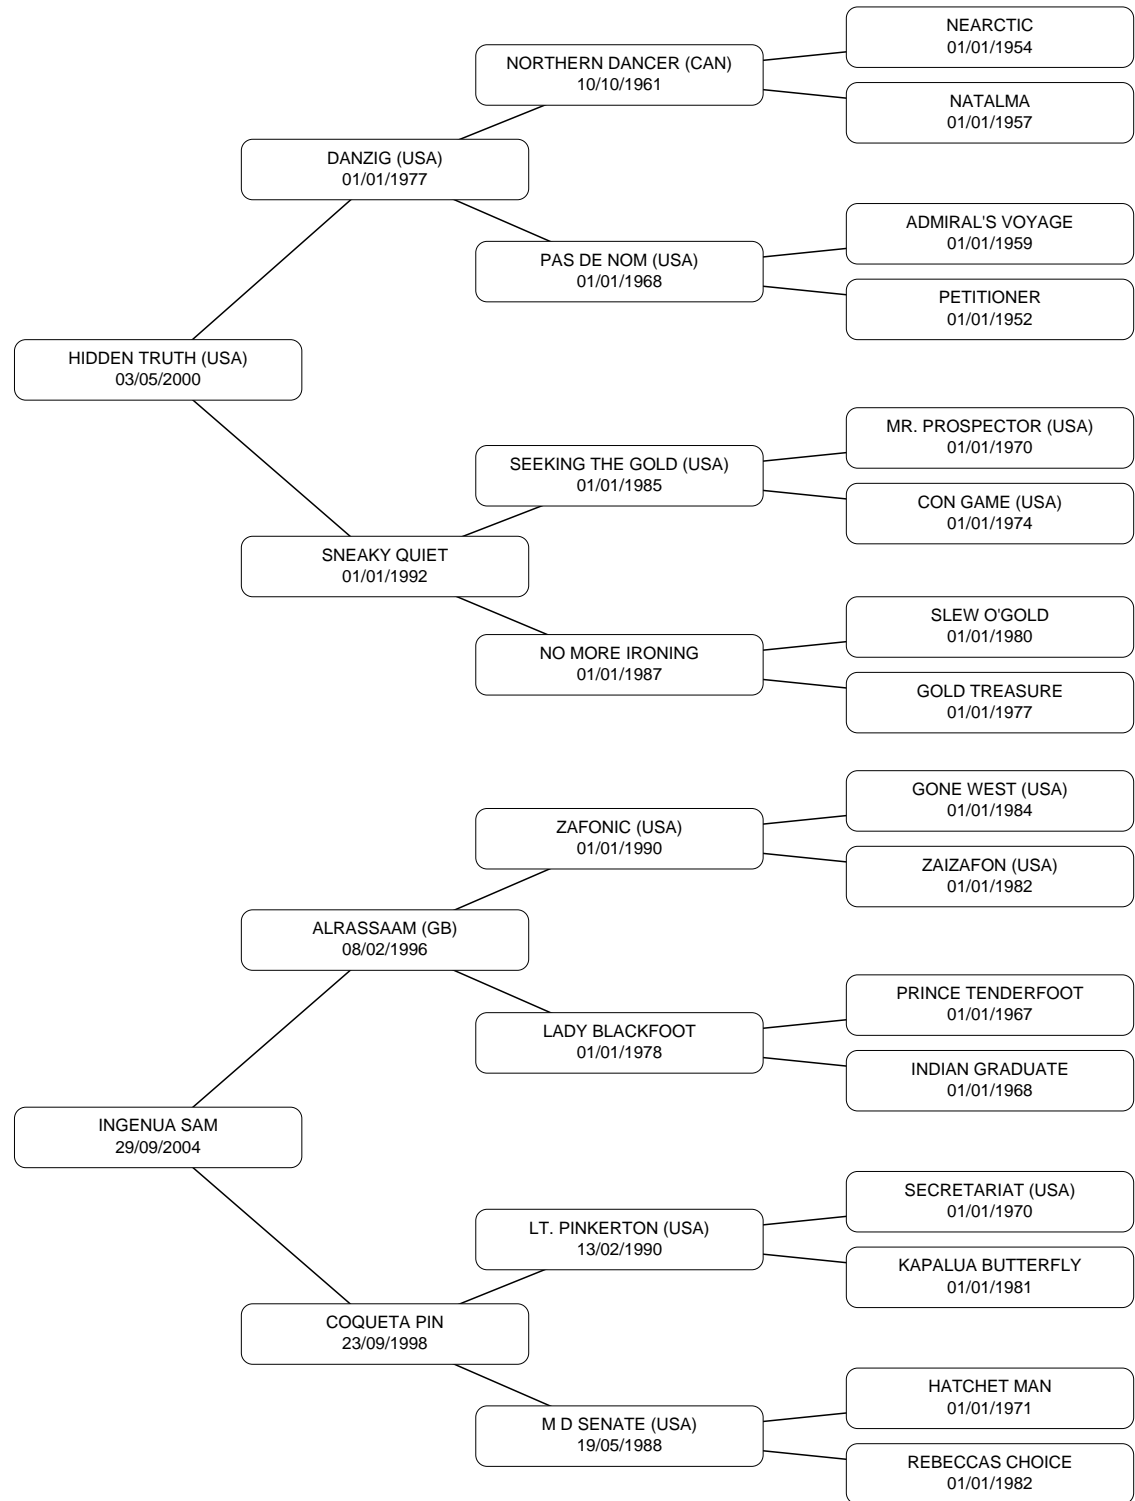 NEARCTIC
01/01/1954
NORTHERN DANCER (CAN)
10/10/1961
NATALMA
01/01/1957
DANZIG (USA)
01/01/1977
ADMIRAL'S VOYAGE
01/01/1959
PAS DE NOM (USA)
01/01/1968
PETITIONER
01/01/1952
HIDDEN TRUTH (USA)
03/05/2000
MR. PROSPECTOR (USA)
01/01/1970
SEEKING THE GOLD (USA)
01/01/1985
CON GAME (USA)
01/01/1974
SNEAKY QUIET
01/01/1992
SLEW O'GOLD
01/01/1980
NO MORE IRONING
01/01/1987
GOLD TREASURE
01/01/1977
GONE WEST (USA)
01/01/1984
ZAFONIC (USA)
01/01/1990
ZAIZAFON (USA)
01/01/1982
ALRASSAAM (GB)
08/02/1996
PRINCE TENDERFOOT
01/01/1967
LADY BLACKFOOT
01/01/1978
INDIAN GRADUATE
01/01/1968
INGENUA SAM
29/09/2004
SECRETARIAT (USA)
01/01/1970
LT. PINKERTON (USA)
13/02/1990
KAPALUA BUTTERFLY
01/01/1981
COQUETA PIN
23/09/1998
HATCHET MAN
01/01/1971
M D SENATE (USA)
19/05/1988
REBECCAS CHOICE
01/01/1982